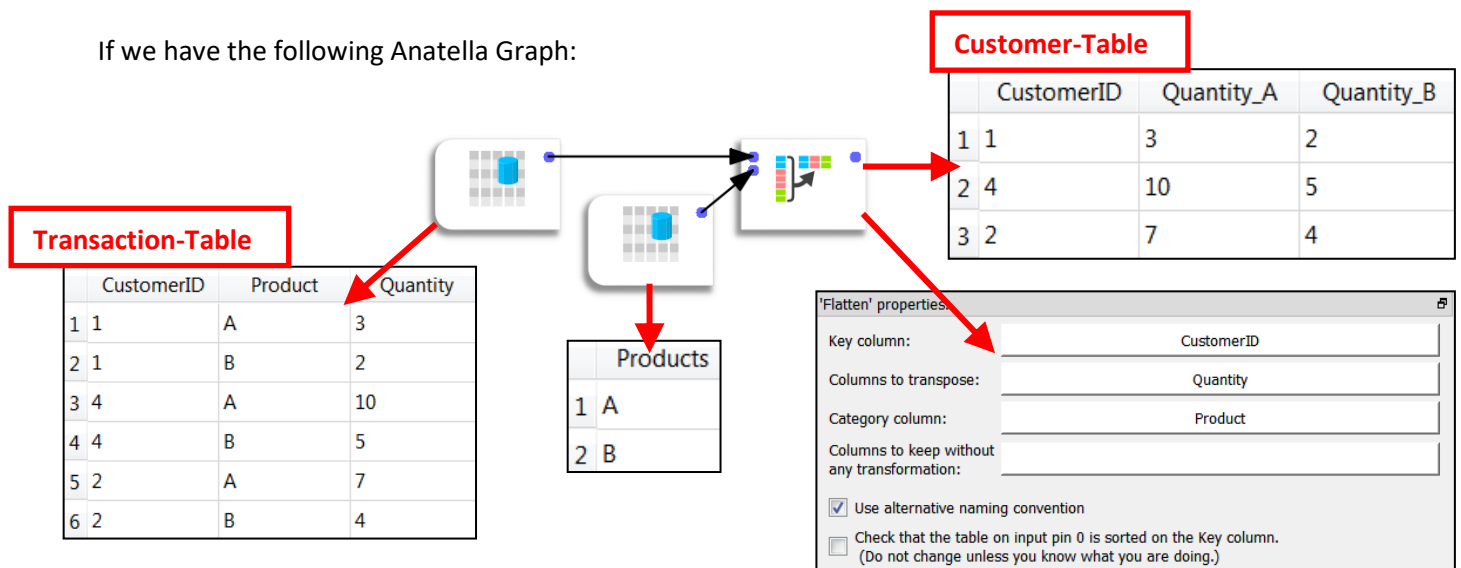 If we have the following Anatella Graph:
Customer-Table
CustomerID Quantity_A Quantity_B
1 1 3 2
2 4 10 5
3 2 7 4
Transaction-Table
CustomerID Product Quantity
1 1 A 3
2 1 B 2
3 4 A 10
4 4 B 5
5 2 A 7
6 2 B 4
Products
1 A
2 B
'Flatten' properties:
Key column: CustomerID
Columns to transpose: Quantity
Category column: Product
Columns to keep without
any transformation:
Use alternative naming convention
Check that the table on input pin 0 is sorted on the Key column.
(Do not change unless you know what you are doing.)